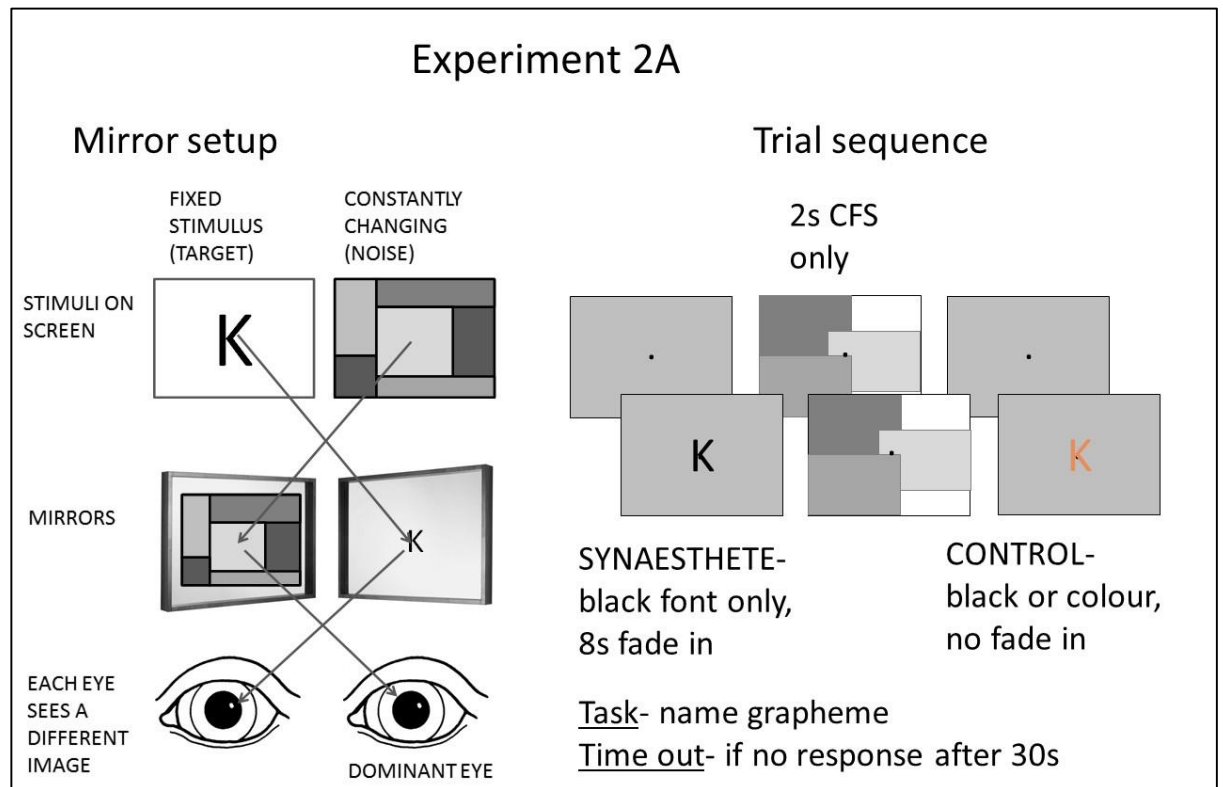 Experiment 2A
Mirror setup
FIXED
STIMULUS
(TARGET)
CONSTANTLY
CHANGING
(NOISE)
STIMULI ON
SCREEN
K
MIRRORS
K
EACH EYE
SEES A
DIFFERENT
IMAGE
DOMINANT EYE
Trial sequence
2s CFS
only
K
K
SYNAESTHETE-
black font only,
8s fade in
CONTROL-
black or colour,
no fade in
Task- name grapheme
Time out- if no response after 30s